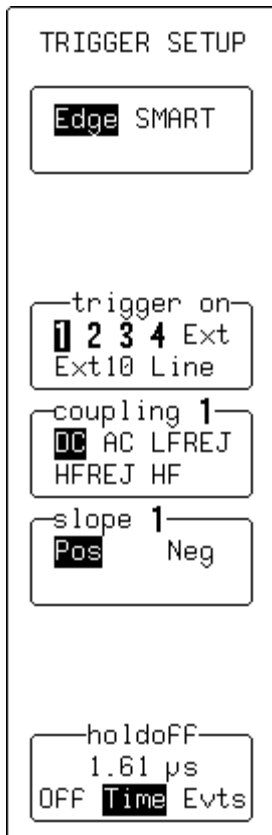 TRIGGER SETUP
Edge SMART
trigger on
1 2 3 4 Ext
Ext10 Line
coupling 1
DC AC LFREJ
HFREJ HF
slope 1
Pos Neg
holdoff
1.61 µs
OFF Time Evts